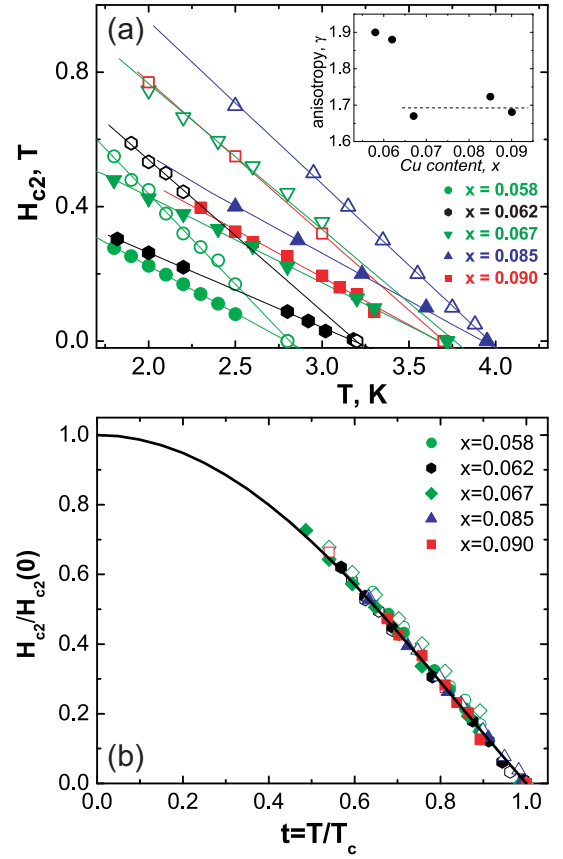 (a)
H_c2, T
0.8
0.4
0.0
2.0
2.5
3.0
3.5
4.0
T, K
anisotropy, γ
1.9
1.8
1.7
1.6
0.06
0.07
0.08
0.09
Cu content, x
x = 0.058
x = 0.062
x = 0.067
x = 0.085
x = 0.090
(b)
H_c2/H_c2(0)
1.0
0.8
0.6
0.4
0.2
0.0
0.0
0.2
0.4
0.6
0.8
1.0
t=T/T_c
x=0.058
x=0.062
x=0.067
x=0.085
x=0.090